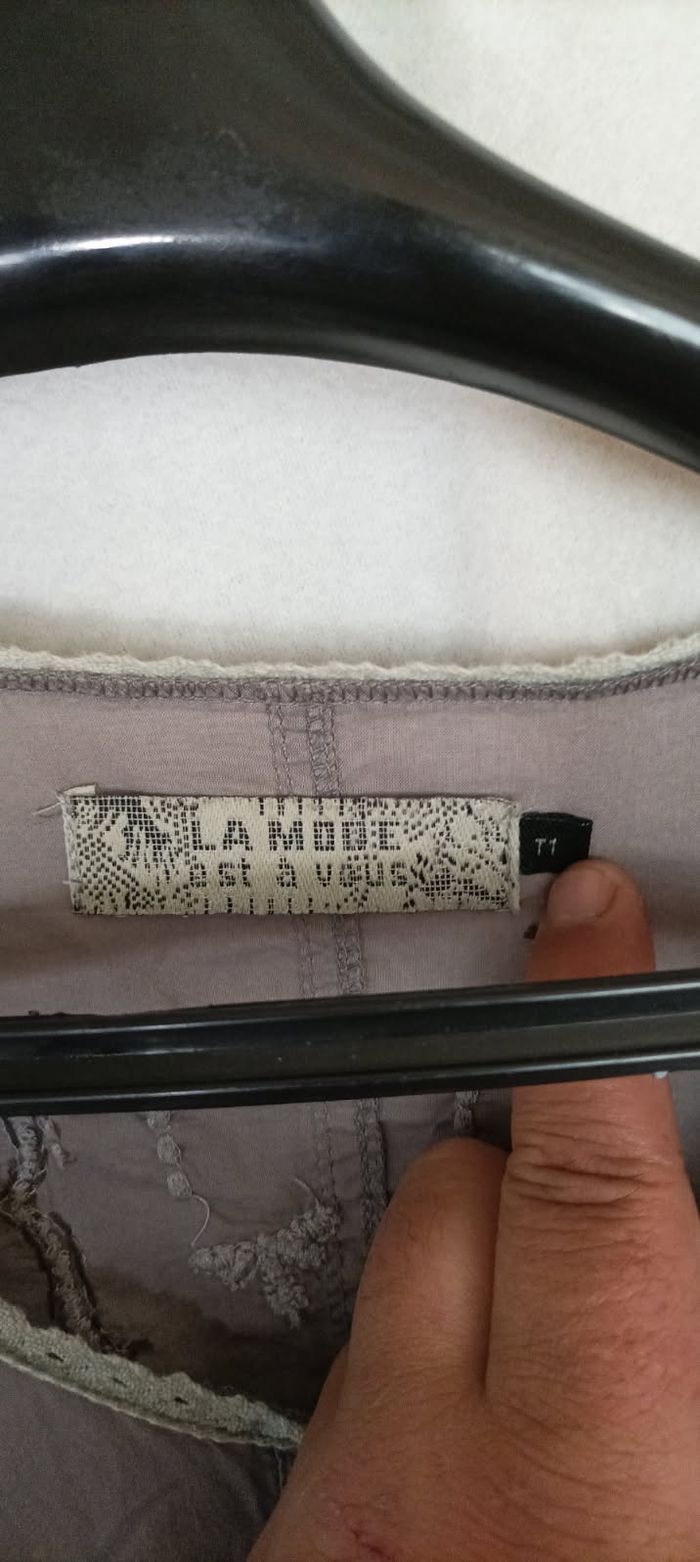 LA MODE
est à vous
T1